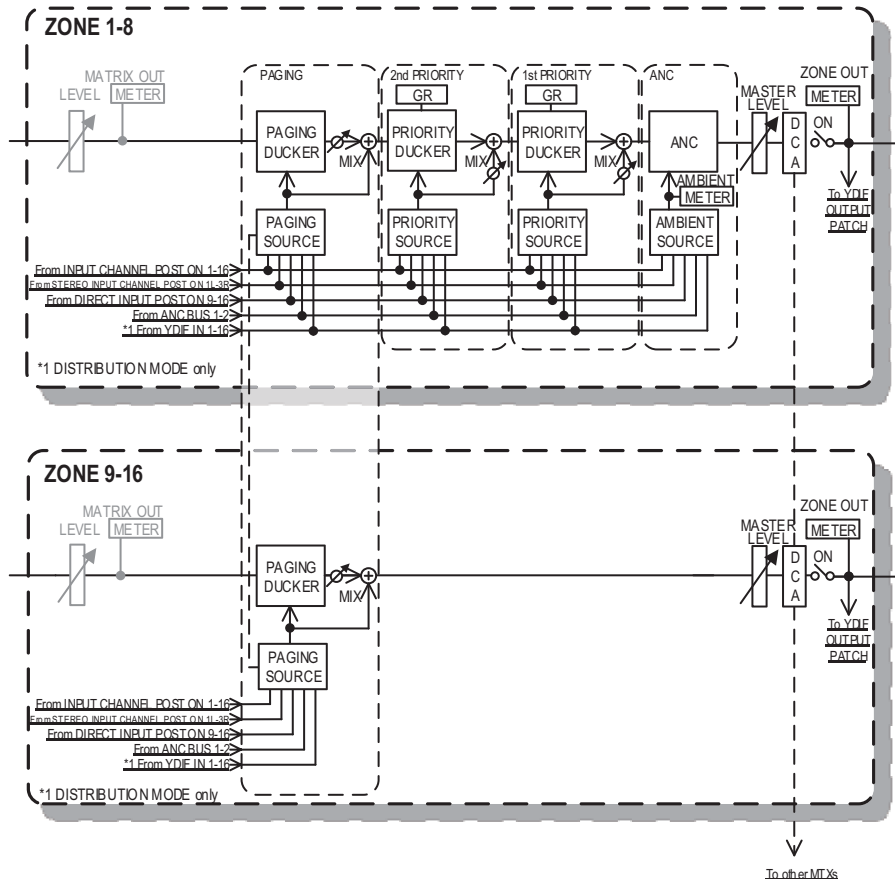 ZONE 1-8
MATRIX OUT
LEVEL METER
PAGING
2nd PRIORITY
GR
1st PRIORITY
GR
ANC
MASTER
LEVEL
ZONE OUT
METER
PAGING
DUCKER
MIX
PRIORITY
DUCKER
MIX
PRIORITY
DUCKER
MIX
ANC
D
C
A
ON
AMBIENT
METER
To YDIF
OUTPUT
PATCH
PAGING
SOURCE
PRIORITY
SOURCE
PRIORITY
SOURCE
AMBIENT
SOURCE
From INPUT CHANNEL POST ON 1-16
From STEREO INPUT CHANNEL POST ON 1L-3R
From DIRECT INPUT POST ON 9-16
From ANC BUS 1-2
*1 From YDIF IN 1-16
*1 DISTRIBUTION MODE only
ZONE 9-16
MATRIX OUT
LEVEL METER
MASTER
LEVEL
ZONE OUT
METER
PAGING
DUCKER
MIX
D
C
A
ON
To YDIF
OUTPUT
PATCH
PAGING
SOURCE
From INPUT CHANNEL POST ON 1-16
From STEREO INPUT CHANNEL POST ON 1L-3R
From DIRECT INPUT POST ON 9-16
From ANC BUS 1-2
*1 From YDIF IN 1-16
*1 DISTRIBUTION MODE only
To other MTXs